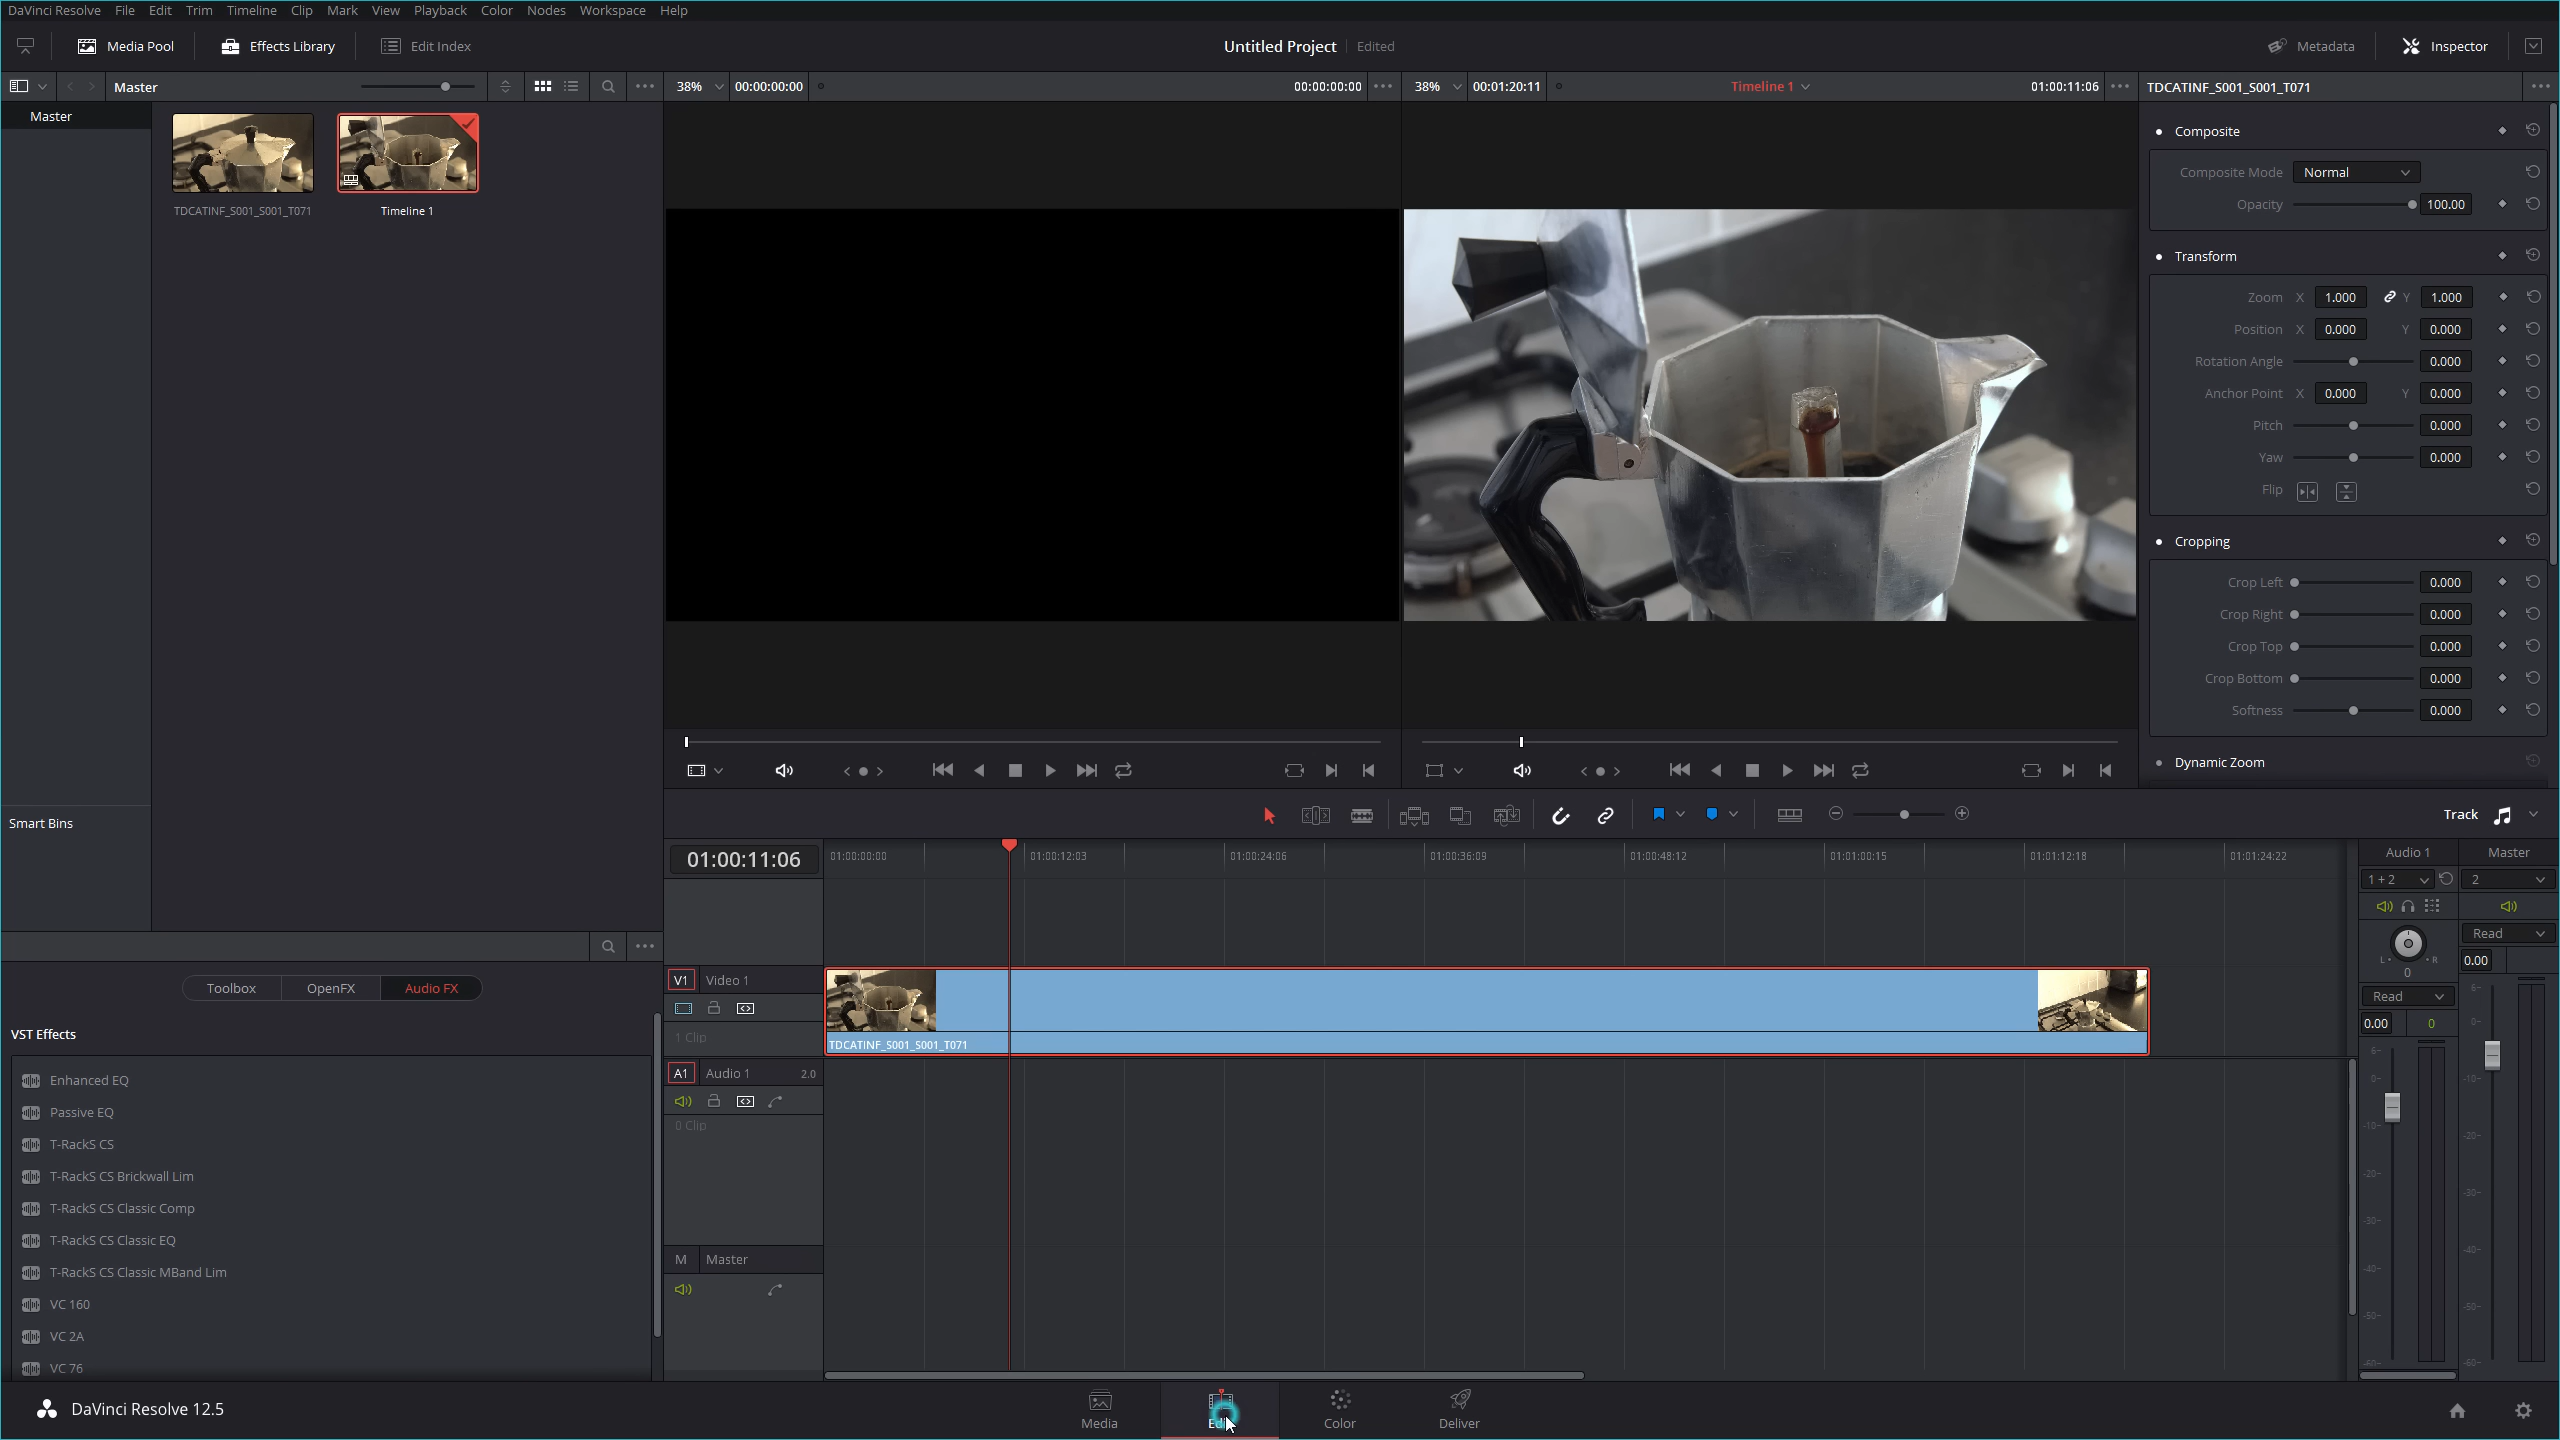 DaVinci Resolve File Edit Trim Timeline Clip Mark View Playback Color Nodes Workspace Help
Media Pool Effects Library Edit Index Untitled Project Edited Metadata Inspector
Master 38% 00:00:00:00 00:00:00:00 38% 00:01:20:11 Timeline 1 01:00:11:06 TDCATINF_S001_S001_T071
Master
TDCATINF_S001_S001_T071 Timeline 1
Composite
Composite Mode Normal
Opacity 100.00
Transform
Zoom X 1.000 Y 1.000
Position X 0.000 Y 0.000
Rotation Angle 0.000
Anchor Point X 0.000 Y 0.000
Pitch 0.000
Yaw 0.000
Flip
Cropping
Crop Left 0.000
Crop Right 0.000
Crop Top 0.000
Crop Bottom 0.000
Softness 0.000
Dynamic Zoom
Smart Bins
Track
01:00:11:06 01:00:00:00 01:00:12:03 01:00:24:06 01:00:36:09 01:00:48:12 01:01:00:15 01:01:12:18 01:01:24:22
Audio 1 Master
1 + 2 2
Read
L R 0 0.00
Read
0.00 0
V1 Video 1
1 Clip
TDCATINF_S001_S001_T071
A1 Audio 1 2.0
0 Clip
M Master
Toolbox OpenFX Audio FX
VST Effects
Enhanced EQ
Passive EQ
T-RackS CS
T-RackS CS Brickwall Lim
T-RackS CS Classic Comp
T-RackS CS Classic EQ
T-RackS CS Classic MBand Lim
VC 160
VC 2A
VC 76
DaVinci Resolve 12.5 Media Edit Color Deliver